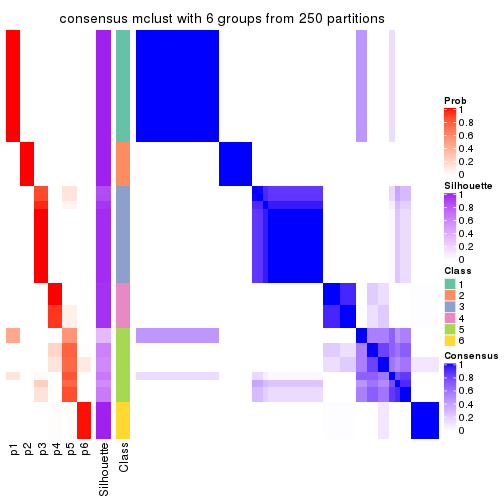 consensus mclust with 6 groups from 250 partitions
Prob
1
0.8
0.6
0.4
0.2
0
Silhouette
1
0.8
0.6
0.4
0.2
0
Class
1
2
3
4
5
6
Consensus
1
0.8
0.6
0.4
0.2
0
p1
p2
p3
p4
p5
p6
Silhouette
Class